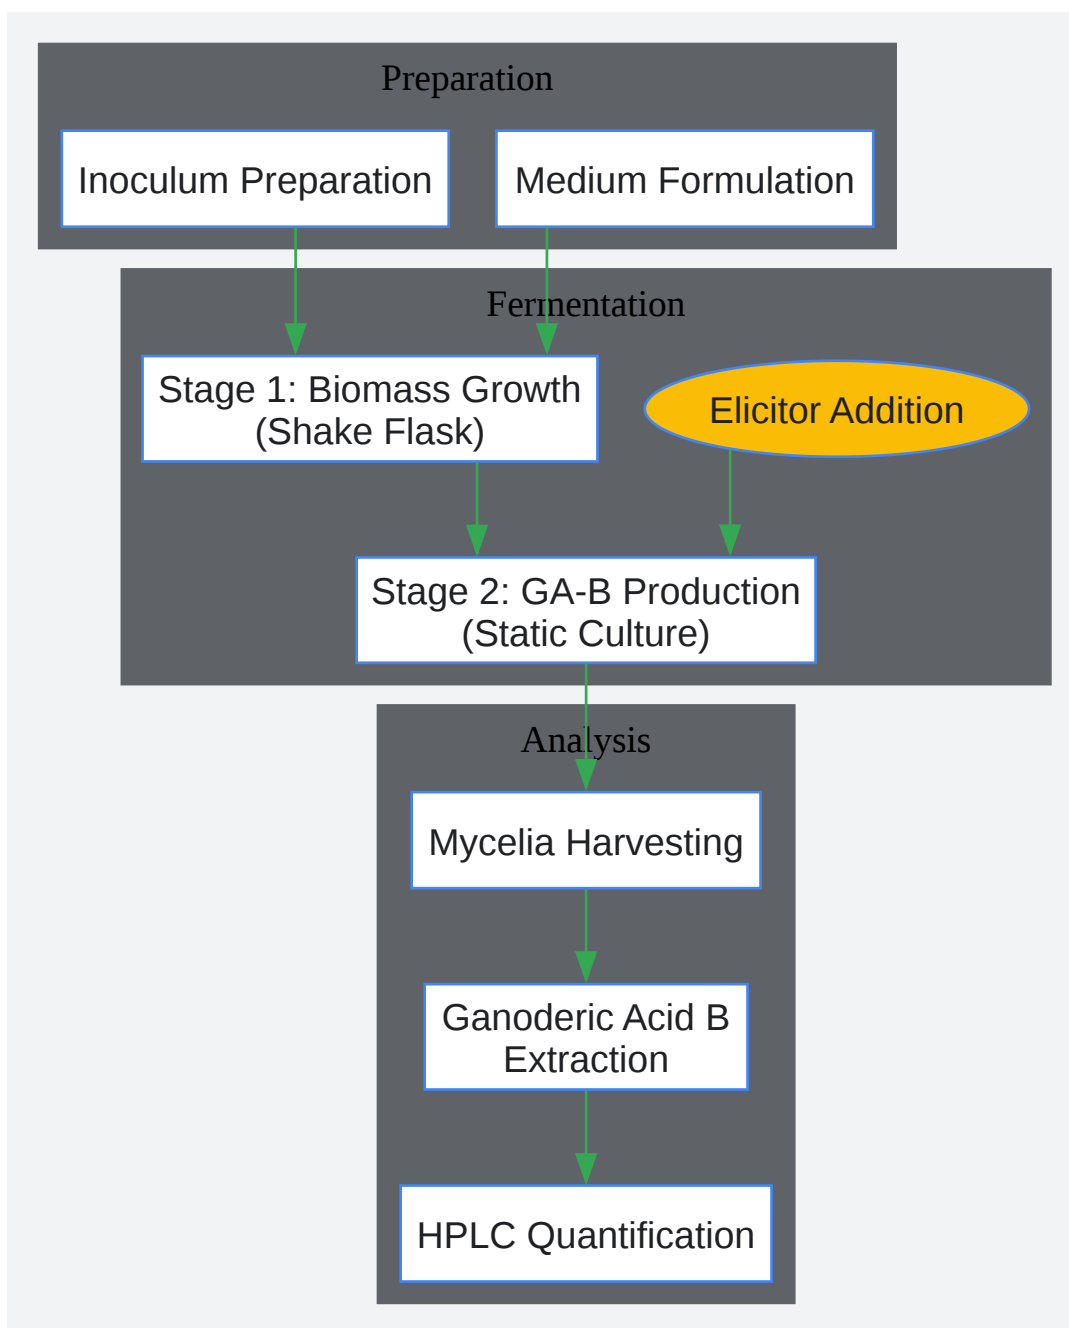 Preparation
Inoculum Preparation
Medium Formulation
Fermentation
Stage 1: Biomass Growth
(Shake Flask)
Elicitor Addition
Stage 2: GA-B Production
(Static Culture)
Analysis
Mycelia Harvesting
Ganoderic Acid B
Extraction
HPLC Quantification